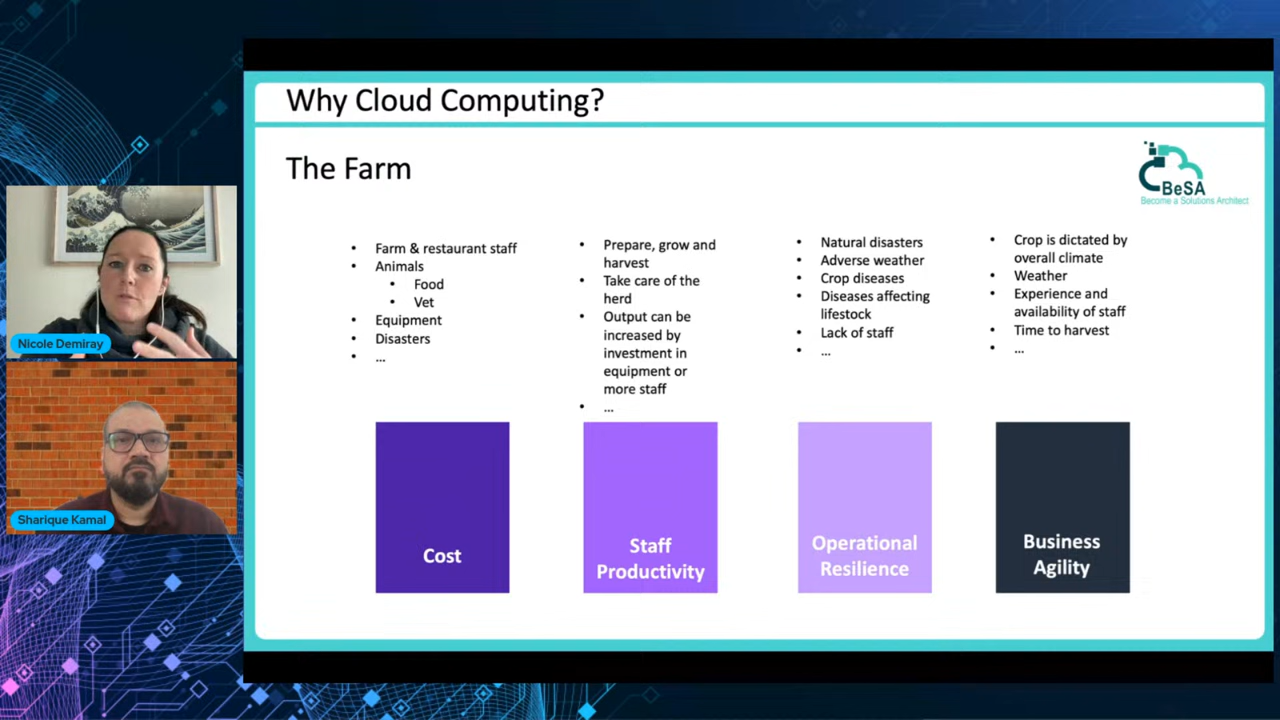 Why Cloud Computing?
The Farm
BeSA
Become a Solutions Architect
• Farm & restaurant staff
• Animals
• Food
• Vet
• Equipment
• Disasters
• ...
• Prepare, grow and
harvest
• Take care of the
herd
• Output can be
increased by
investment in
equipment or
more staff
• ...
• Natural disasters
• Adverse weather
• Crop diseases
• Diseases affecting
lifestock
• Lack of staff
• ...
• Crop is dictated by
overall climate
• Weather
• Experience and
availability of staff
• Time to harvest
• ...
Cost
Staff
Productivity
Operational
Resilience
Business
Agility
Nicole Demiray
Sharique Kamal